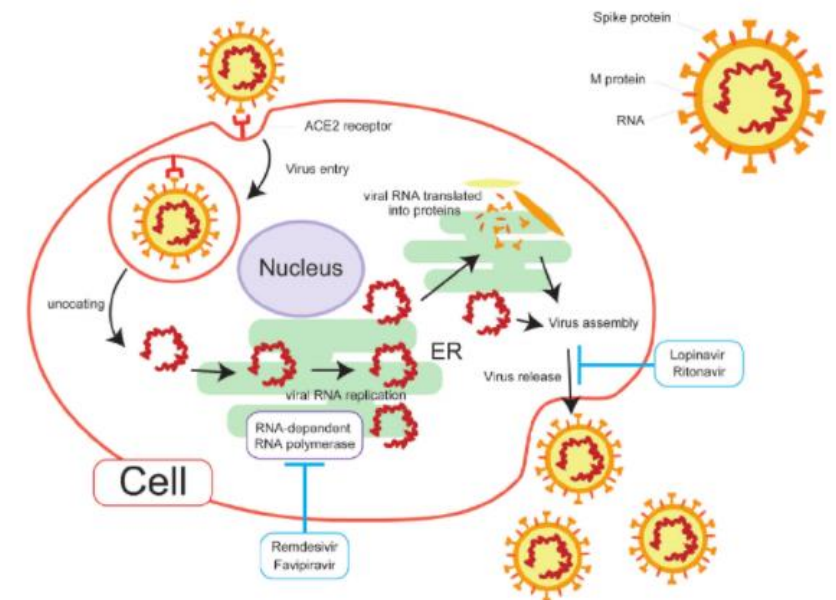 Spike protein
M protein
RNA
ACE2 receptor
Virus entry
viral RNA translated
into proteins
Nucleus
unocating
ER
Virus assembly
Lopinavir
Ritonavir
Virus release
viral RNA replication
RNA-dependent
RNA polymerase
Cell
Remdesivir
Favipiravir